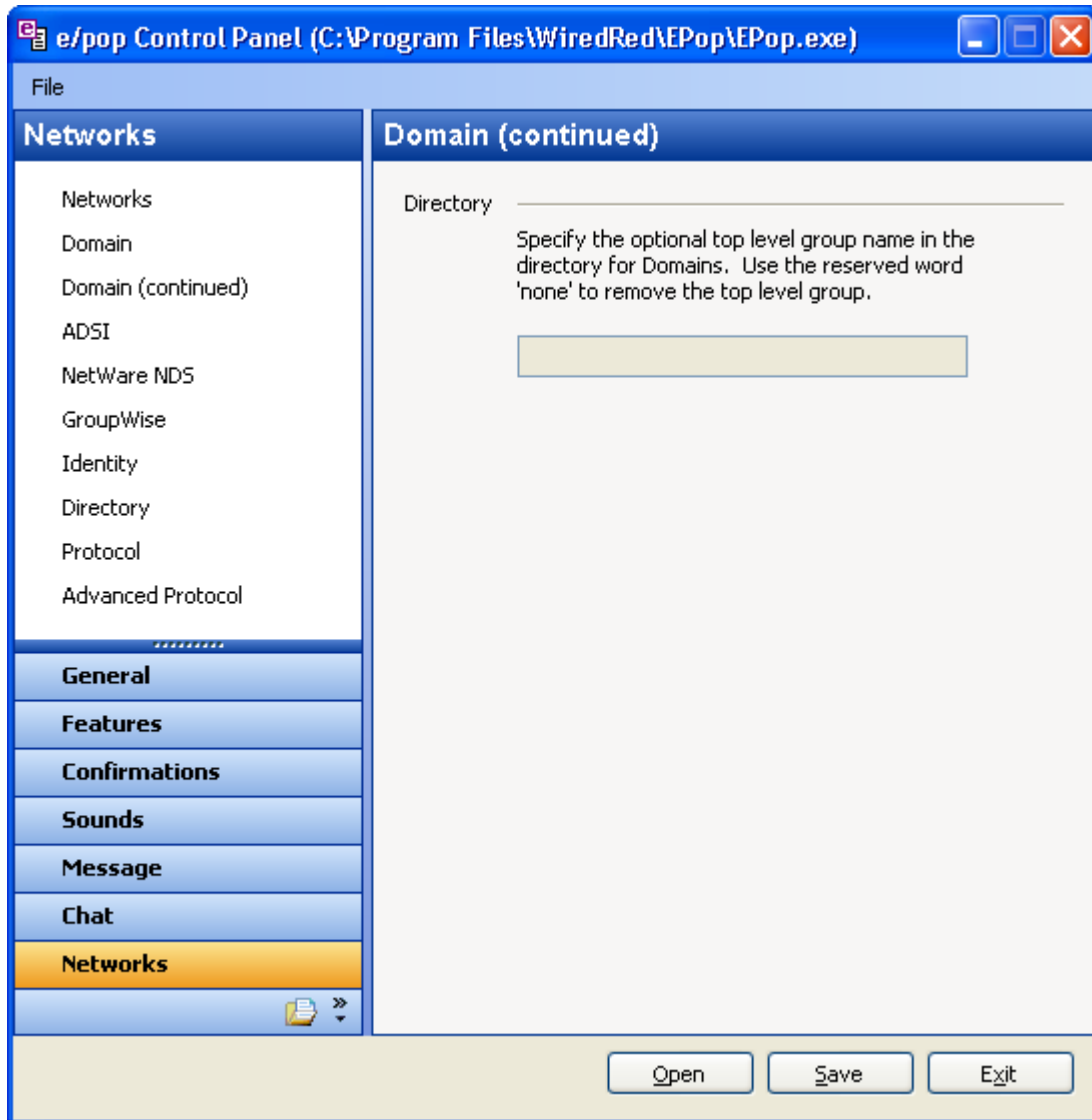 e/pop Control Panel (C:\Program Files\WiredRed\EPop\EPop.exe)
File
Networks
Networks
Domain
Domain (continued)
ADSI
NetWare NDS
GroupWise
Identity
Directory
Protocol
Advanced Protocol
General
Features
Confirmations
Sounds
Message
Chat
Networks
Domain (continued)
Directory
Specify the optional top level group name in the
directory for Domains. Use the reserved word
'none' to remove the top level group.
Open
Save
Exit